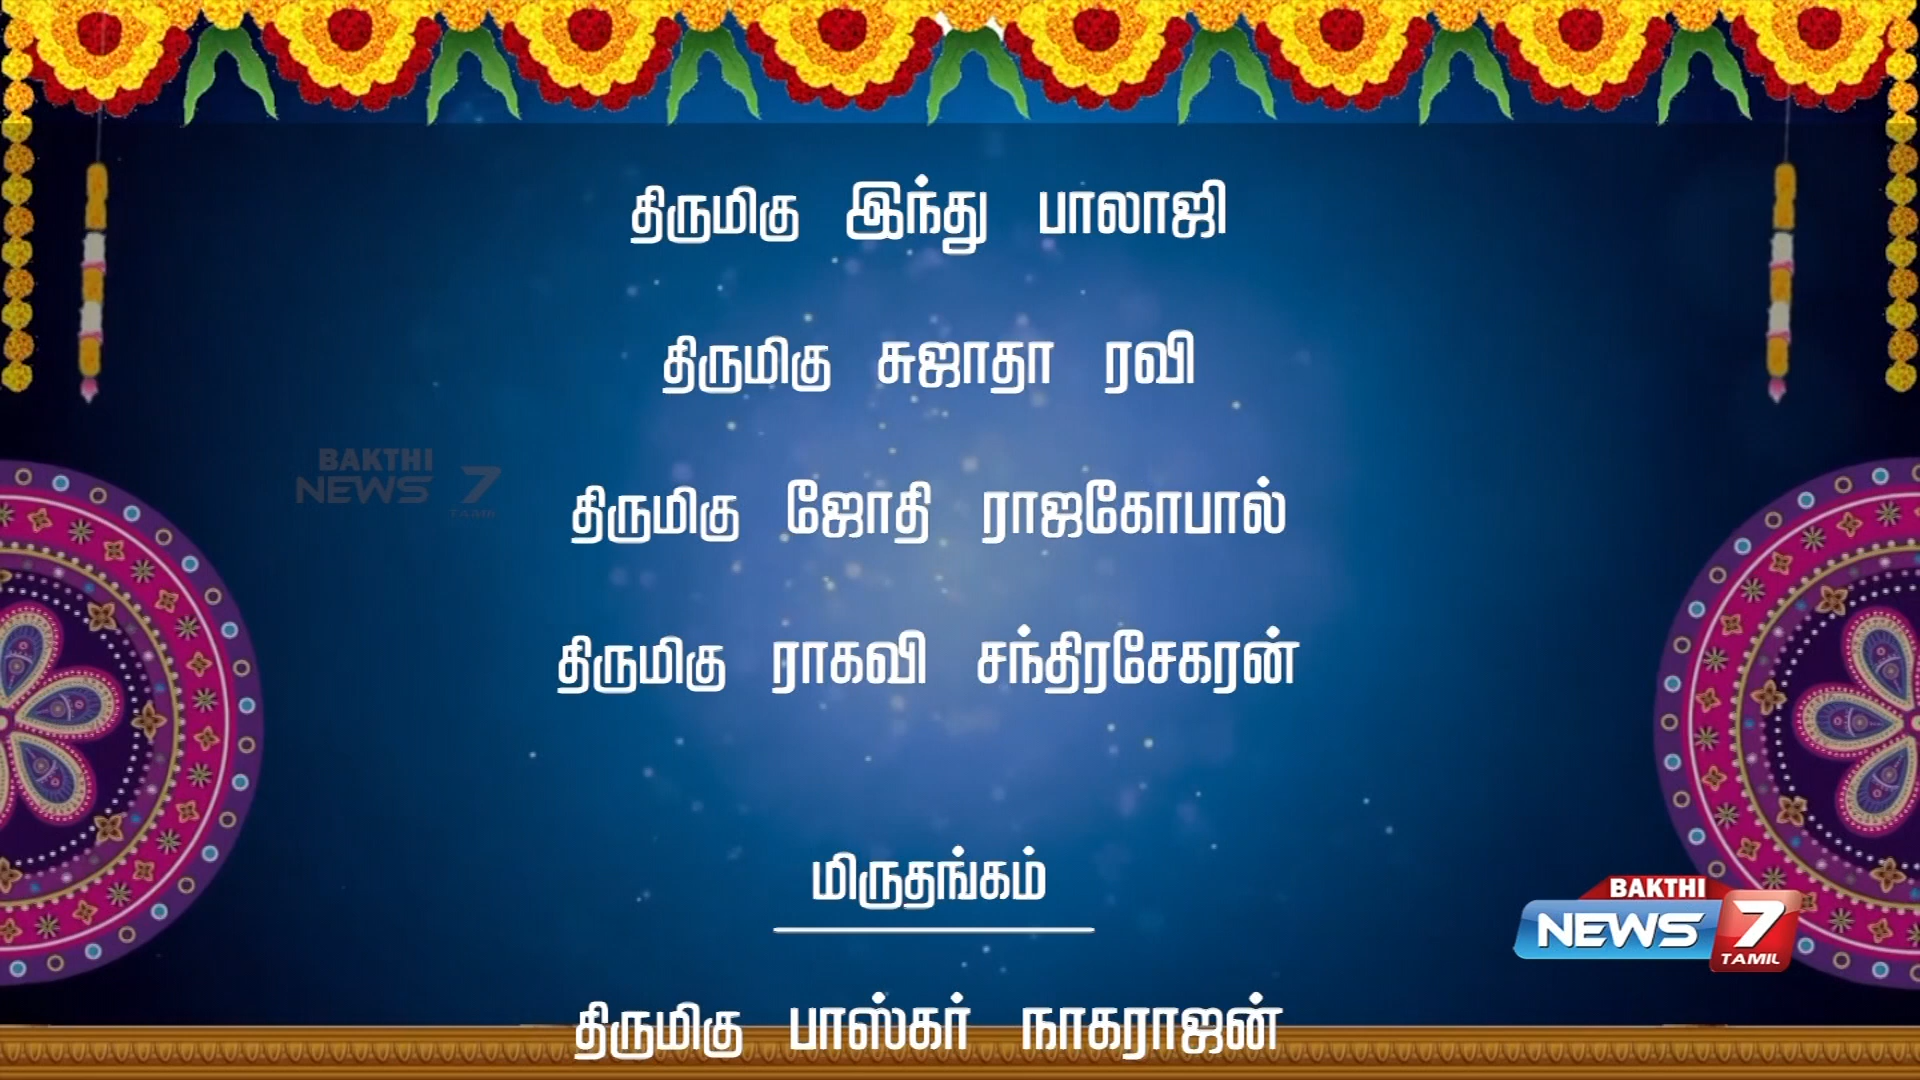 திருமிகு இந்து பாலாஜி
திருமிகு சுஜாதா ரவி
BAKTHI
NEWS 7
TAMIL
திருமிகு ஜோதி ராஜகோபால்
திருமிகு ராகவி சந்திரசேகரன்
மிருதங்கம்
BAKTHI
NEWS 7
TAMIL
திருமிகு பாஸ்கர் நாகராஜன்